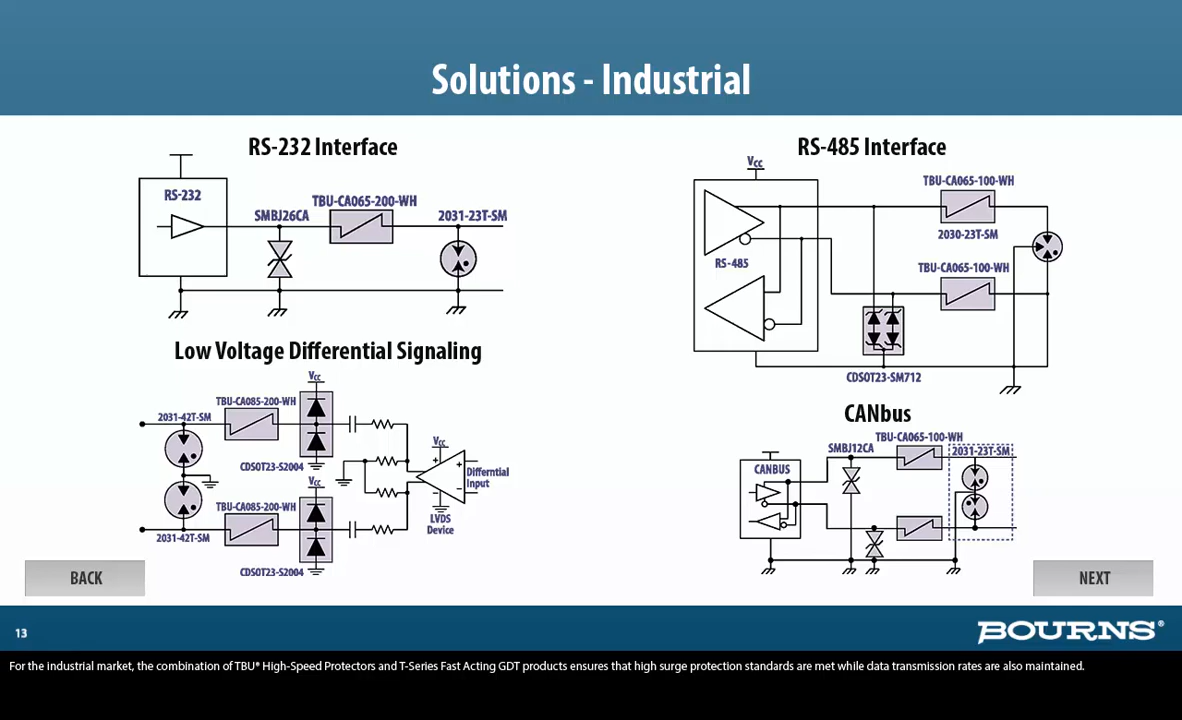 Solutions - Industrial
RS-232 Interface
RS-232
SMBJ26CA
TBU-CA065-200-WH
2031-23T-SM
RS-485 Interface
VCC
TBU-CA065-100-WH
2030-23T-SM
TBU-CA065-100-WH
RS-485
CDSOT23-SM712
Low Voltage Differential Signaling
VCC
TBU-CA085-200-WH
2031-42T-SM
CDSOT23-S2004
VCC
VCC
+
+
-
-
Differntial
Input
LVDS
Device
TBU-CA085-200-WH
2031-42T-SM
CDSOT23-S2004
CANbus
TBU-CA065-100-WH
SMBJ12CA
2031-23T-SM
CANBUS
BACK
NEXT
13
BOURNS®
For the industrial market, the combination of TBU® High-Speed Protectors and T-Series Fast Acting GDT products ensures that high surge protection standards are met while data transmission rates are also maintained.